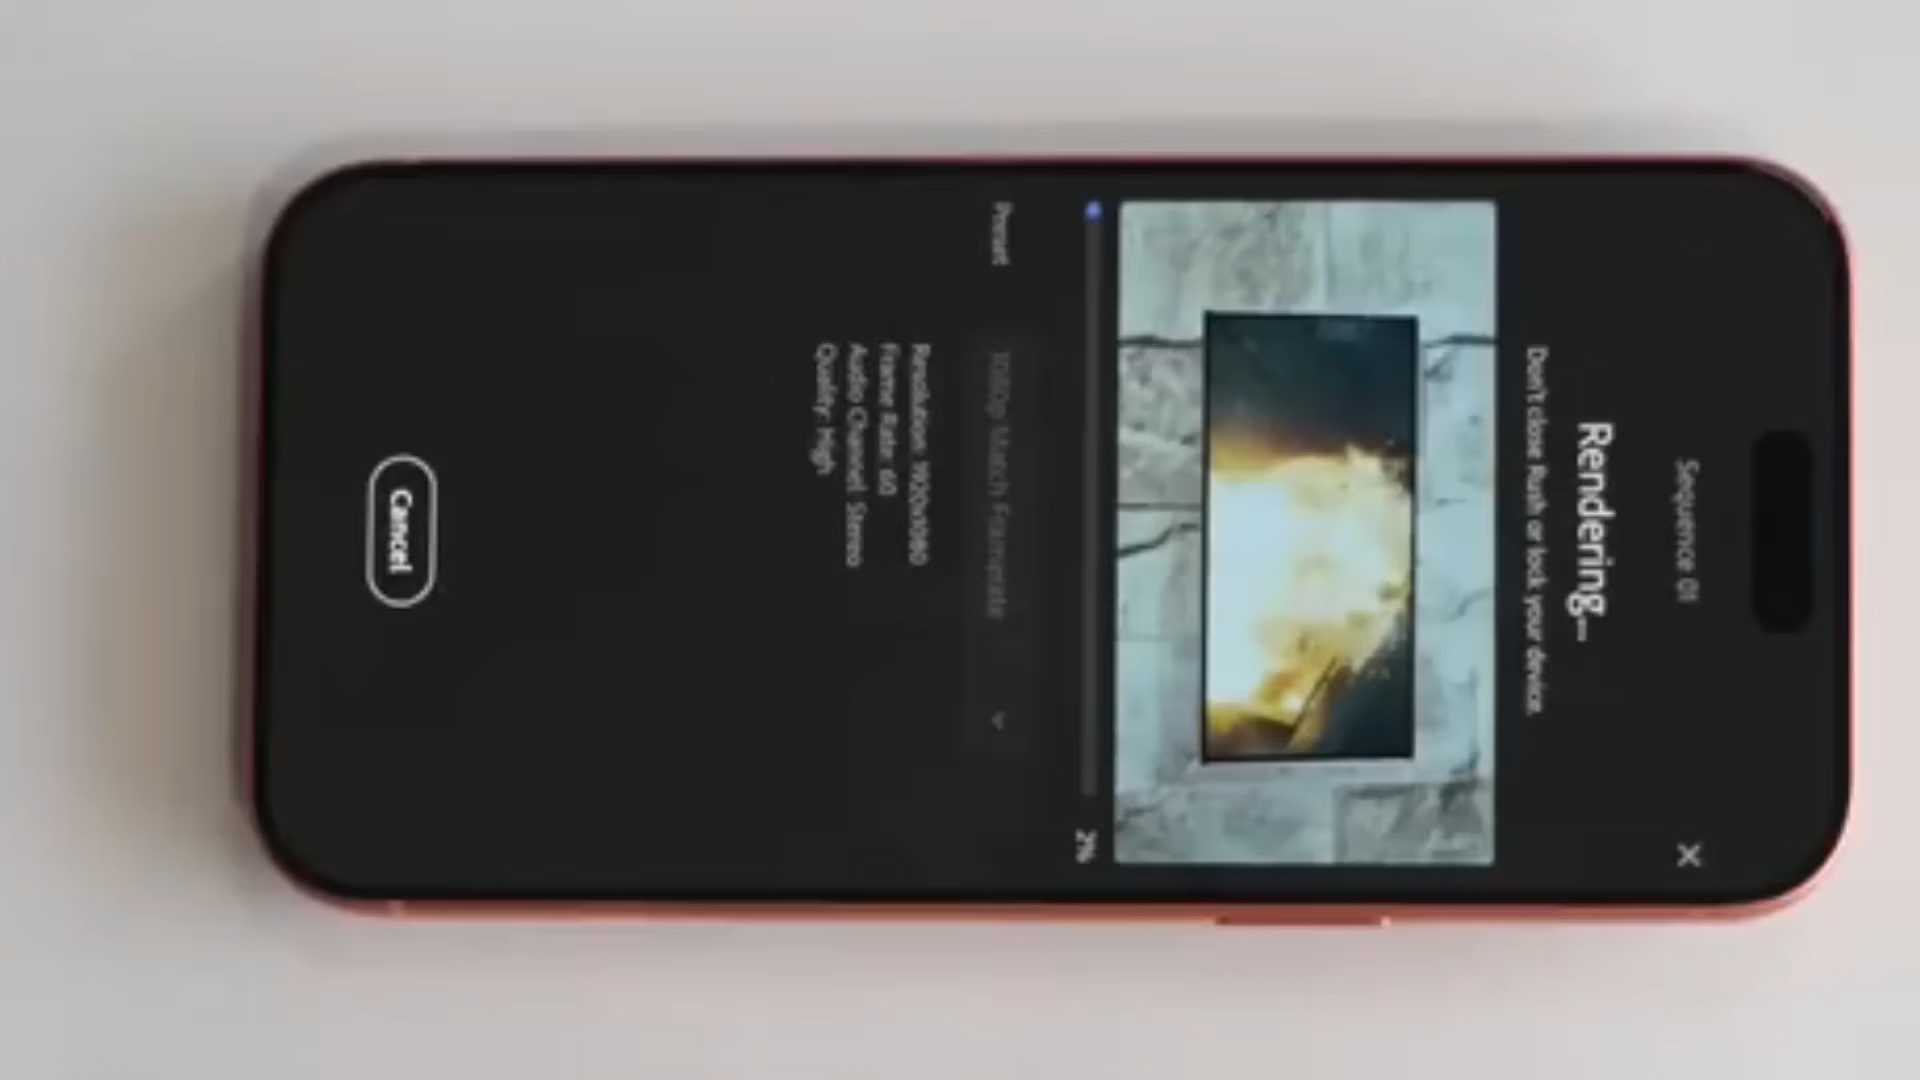 Sequence 01
×
Rendering...
Don't close Rush or lock your device.
2%
Preset
1080p Match Framerate
Resolution: 1920x1080
Frame Rate: 60
Audio Channel: Stereo
Quality: High
Cancel